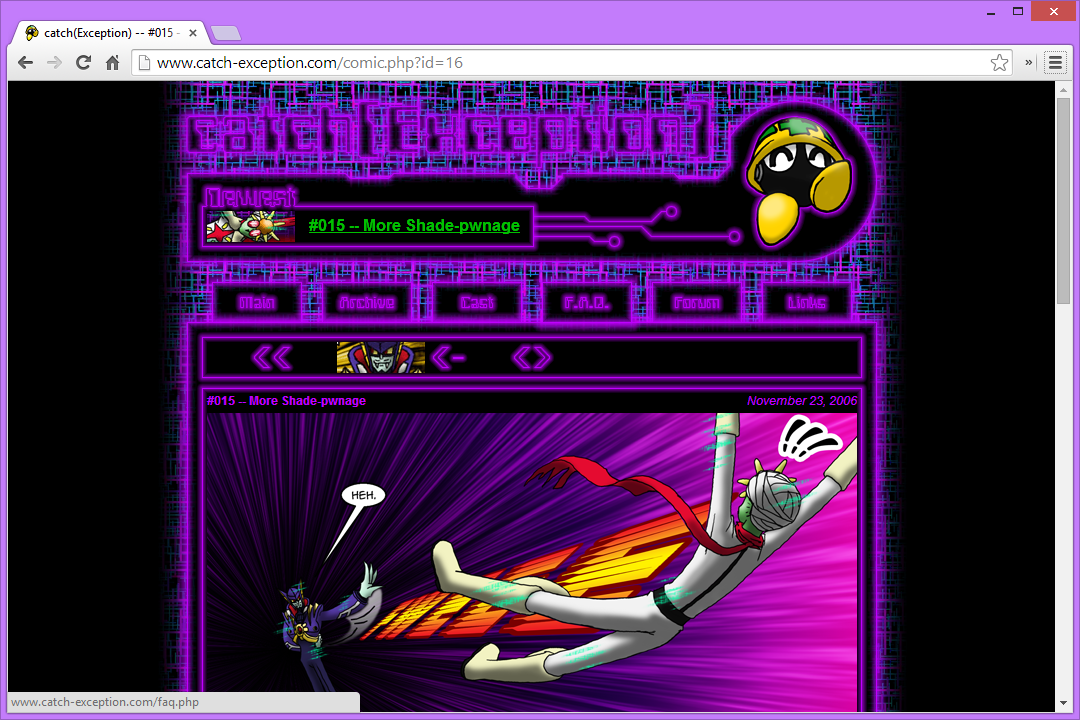 catch(Exception) -- #015 -
www.catch-exception.com/comic.php?id=16
catch(Exception)
Newest
#015 -- More Shade-pwnage
Main
Archive
Cast
F.A.Q.
Forum
Links
#015 -- More Shade-pwnage
November 23, 2006
HEH.
www.catch-exception.com/faq.php